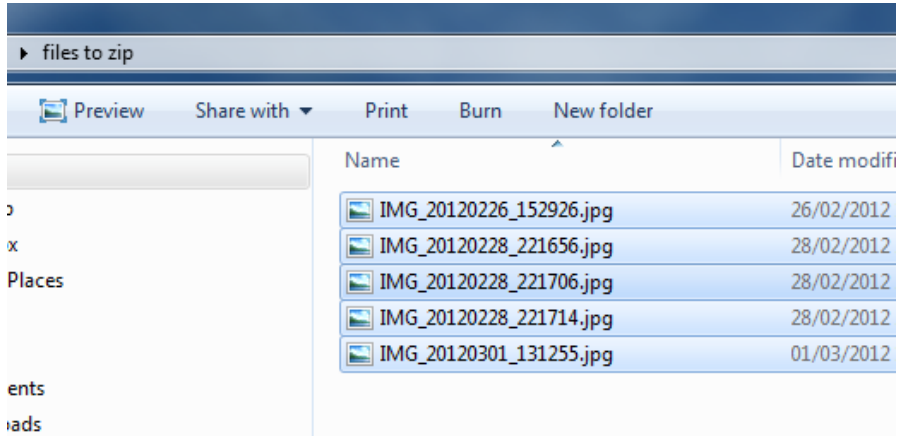 files to zip
Preview Share with Print Burn New folder
Name Date modifi
IMG_20120226_152926.jpg 26/02/2012
IMG_20120228_221656.jpg 28/02/2012
x
IMG_20120228_221706.jpg 28/02/2012
Places
IMG_20120228_221714.jpg 28/02/2012
IMG_20120301_131255.jpg 01/03/2012
ents
ads